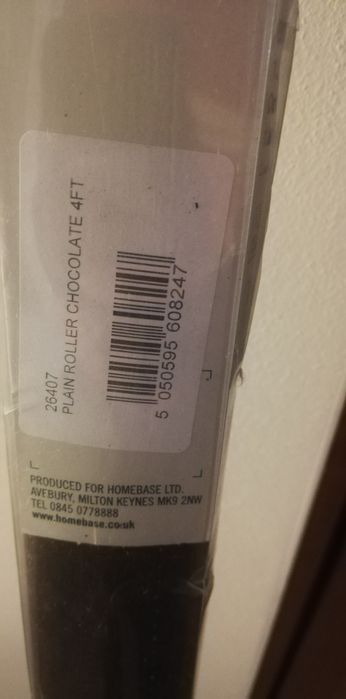 26407
PLAIN ROLLER CHOCOLATE 4FT
5 050595 608247
PRODUCED FOR HOMEBASE LTD.
AVEBURY, MILTON KEYNES MK9 2NW
TEL 0845 0778888
www.homebase.co.uk